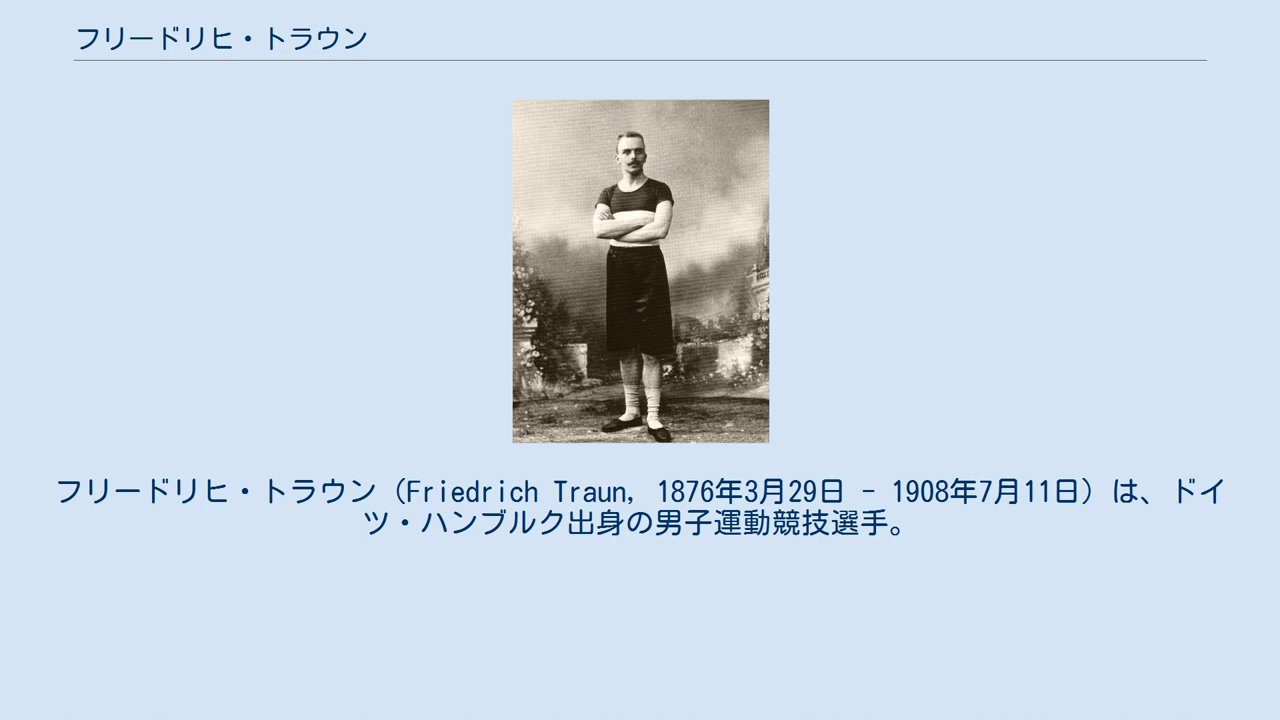 フリードリヒ・トラウン
フリードリヒ・トラウン（Friedrich Traun, 1876年3月29日 - 1908年7月11日）は、ドイ
ツ・ハンブルク出身の男子運動競技選手。